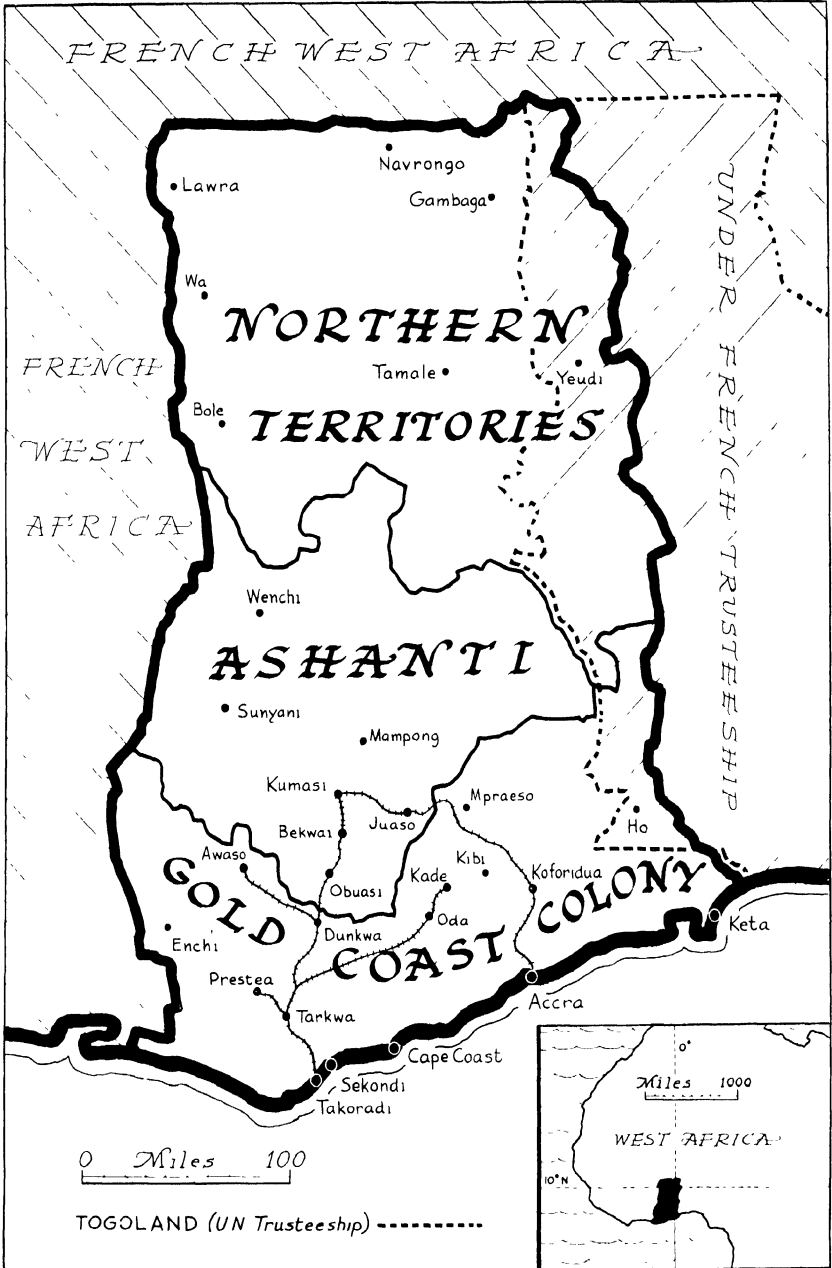 FRENCH WEST AFRICA
Navrongo
Lawra
Gambaga
UNDER FRENCH TRUSTEESHIP
Wa
NORTHERN
FRENCH
Tamale
Yeudi
Bole
TERRITORIES
WEST
AFRICA
Wenchi
ASHANTI
Sunyani
Mampong
Kumasi
Mpraeso
Juaso
Bekwai
Ho
Awaso
Kibi
Kade
Koforidua
Obuasi
GOLD
COAST
COLONY
Oda
Keta
Dunkwa
Enchi
Prestea
Accra
Tarkwa
Cape Coast
Sekondi
Takoradi
0°
Miles 1000
WEST AFRICA
10°N
0 Miles 100
TOGOLAND (UN Trusteeship)